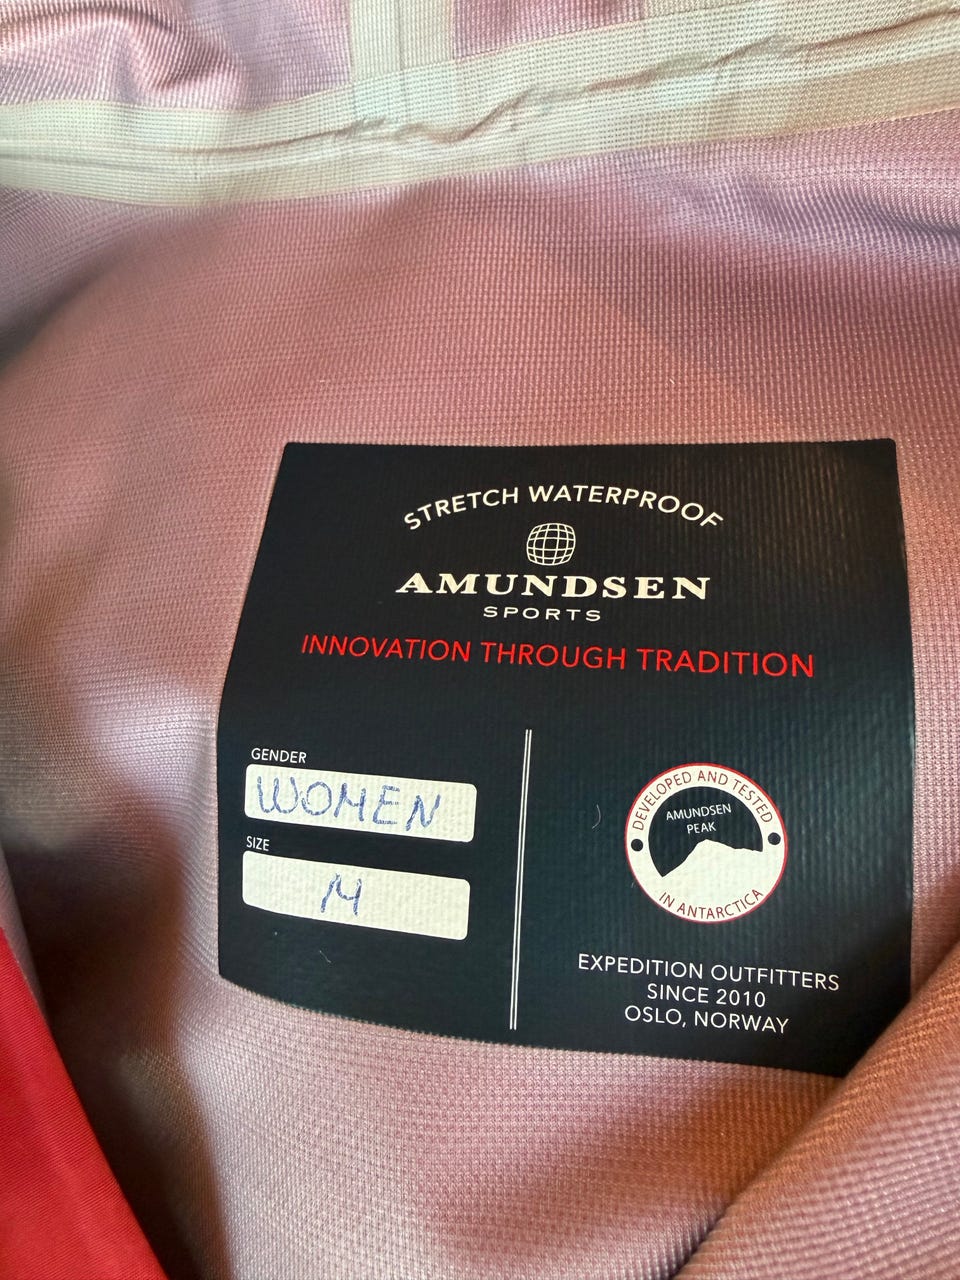 STRETCH WATERPROOF
AMUNDSEN
SPORTS
INNOVATION THROUGH TRADITION
GENDER
WOMEN
SIZE
M
DEVELOPED AND TESTED
AMUNDSEN
PEAK
IN ANTARCTICA
EXPEDITION OUTFITTERS
SINCE 2010
OSLO, NORWAY